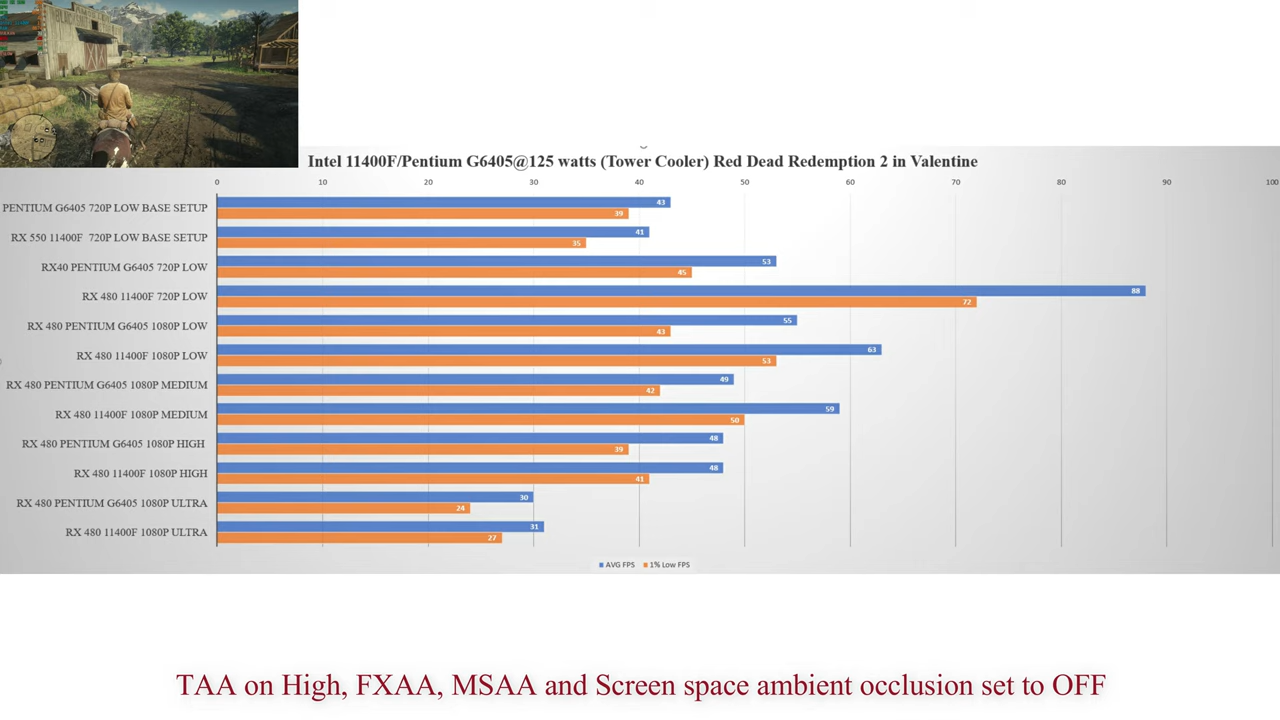 Intel 11400F/Pentium G6405@125 watts (Tower Cooler) Red Dead Redemption 2 in Valentine
0 10 20 30 40 50 60 70 80 90 100
PENTIUM G6405 720P LOW BASE SETUP 43
39
RX 550 11400F 720P LOW BASE SETUP 41
35
RX40 PENTIUM G6405 720P LOW 53
45
RX 480 11400F 720P LOW 88
72
RX 480 PENTIUM G6405 1080P LOW 55
43
RX 480 11400F 1080P LOW 63
53
RX 480 PENTIUM G6405 1080P MEDIUM 49
42
RX 480 11400F 1080P MEDIUM 59
50
RX 480 PENTIUM G6405 1080P HIGH 48
39
RX 480 11400F 1080P HIGH 48
41
RX 480 PENTIUM G6405 1080P ULTRA 30
24
RX 480 11400F 1080P ULTRA 31
27
AVG FPS 1% Low FPS
TAA on High, FXAA, MSAA and Screen space ambient occlusion set to OFF